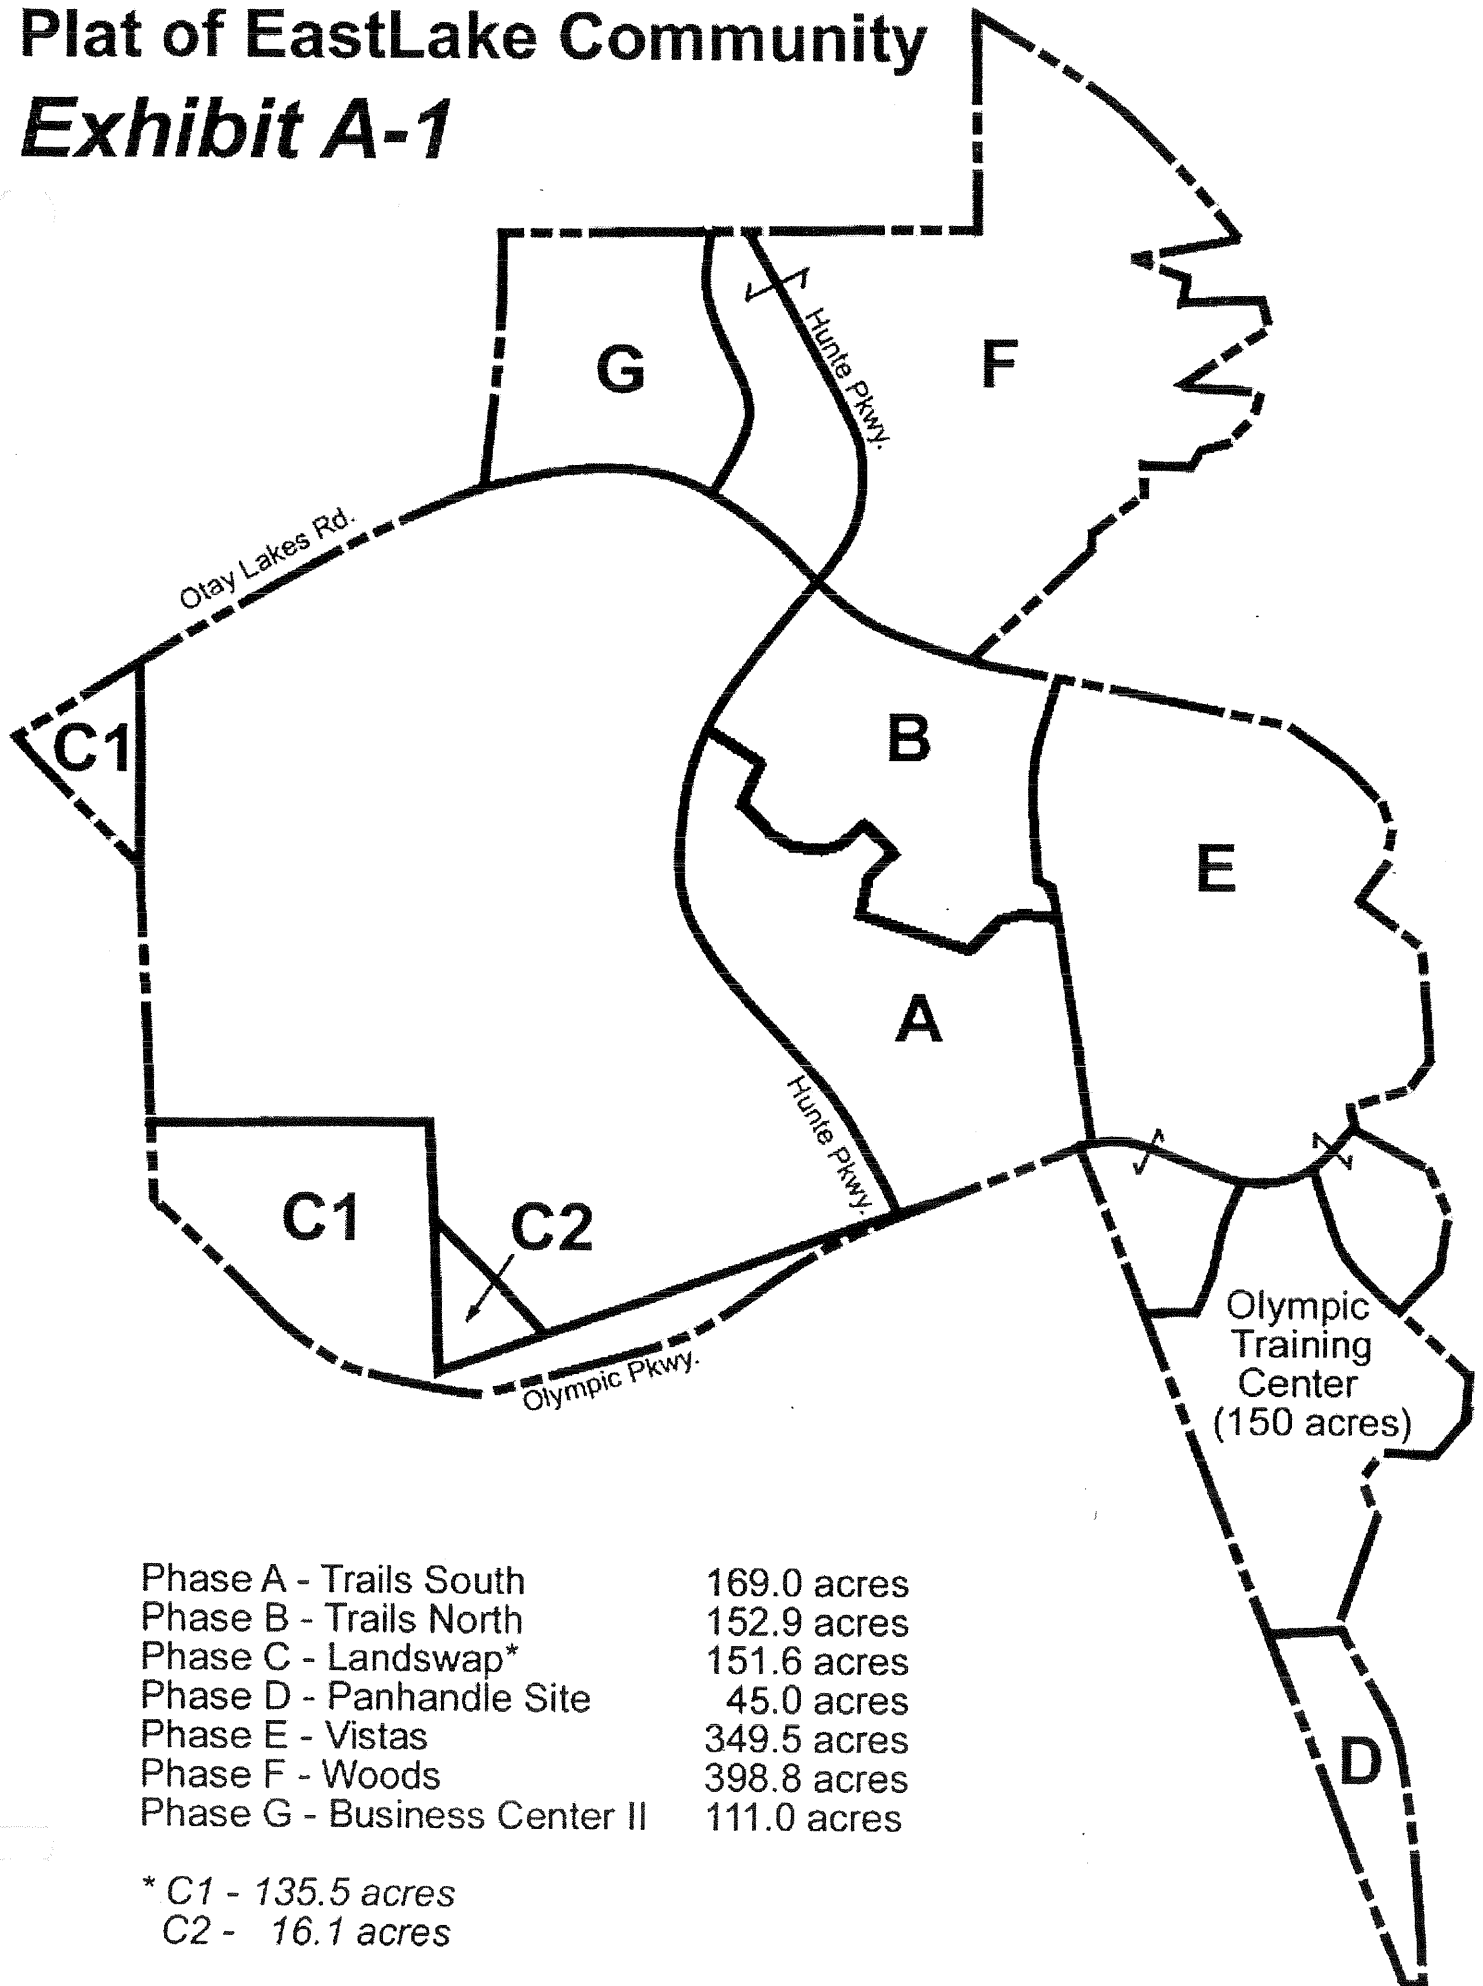 Plat of EastLake Community
Exhibit A-1
G
F
Hunte Pkwy.
Otay Lakes Rd.
C1
B
E
A
Hunte Pkwy.
C1
C2
Olympic Pkwy.
Olympic
Training
Center
(150 acres)
D
Phase A - Trails South 169.0 acres
Phase B - Trails North 152.9 acres
Phase C - Landswap* 151.6 acres
Phase D - Panhandle Site 45.0 acres
Phase E - Vistas 349.5 acres
Phase F - Woods 398.8 acres
Phase G - Business Center II 111.0 acres
* C1 - 135.5 acres
C2 - 16.1 acres